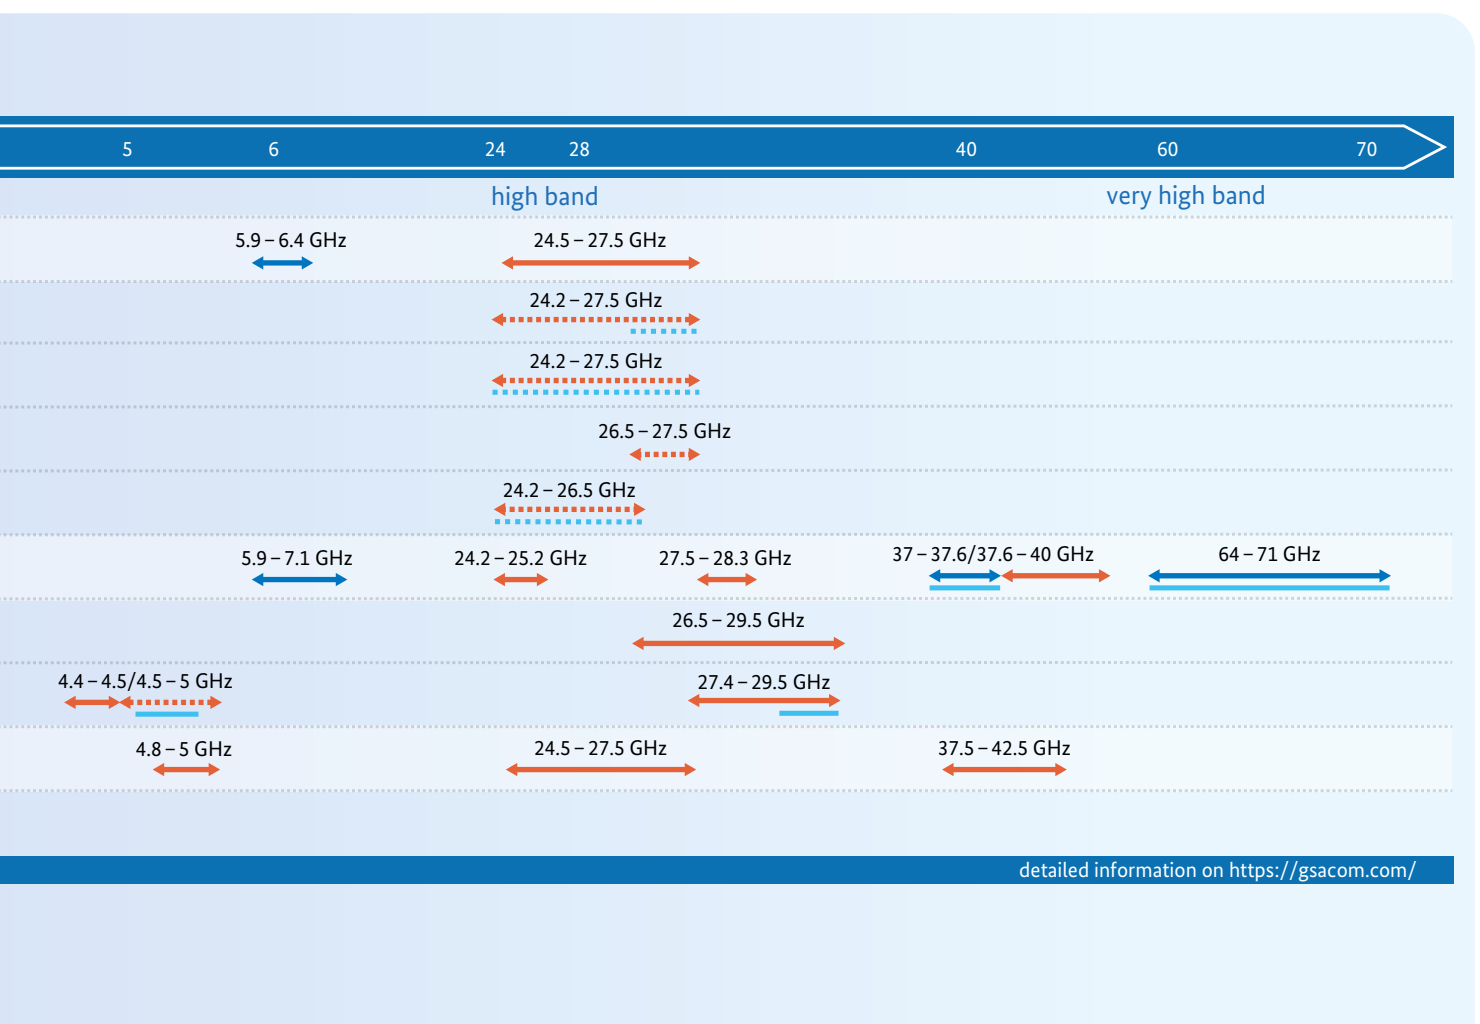 5 6 24 28 40 60 70
high band very high band
5.9 – 6.4 GHz 24.5 – 27.5 GHz
24.2 – 27.5 GHz
24.2 – 27.5 GHz
26.5 – 27.5 GHz
24.2 – 26.5 GHz
5.9 – 7.1 GHz 24.2 – 25.2 GHz 27.5 – 28.3 GHz 37 – 37.6/37.6 – 40 GHz 64 – 71 GHz
26.5 – 29.5 GHz
4.4 – 4.5/4.5 – 5 GHz 27.4 – 29.5 GHz
4.8 – 5 GHz 24.5 – 27.5 GHz 37.5 – 42.5 GHz
detailed information on https://gsacom.com/